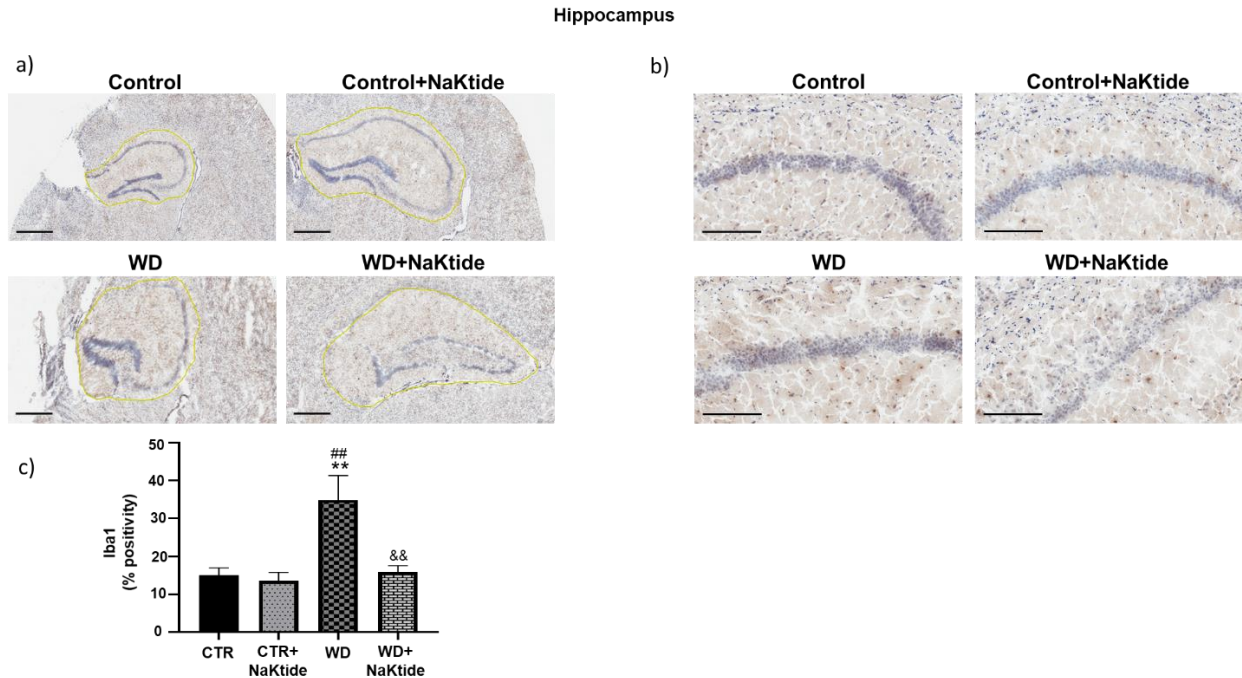 Hippocampus
a)
Control
Control+NaKtide
WD
WD+NaKtide
b)
Control
Control+NaKtide
WD
WD+NaKtide
c)
Iba1
(% positivity)
50
40
30
20
10
0
##
**
&&
CTR
CTR+
NaKtide
WD
WD+
NaKtide